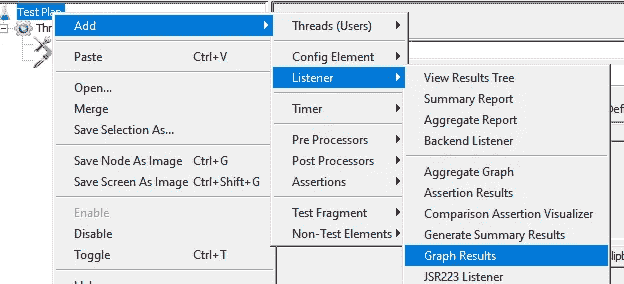 Test Plan
Thr
Add
Paste Ctrl+V
Open...
Merge
Save Selection As...
Save Node As Image Ctrl+G
Save Screen As Image Ctrl+Shift+G
Enable
Disable
Toggle Ctrl+T
Threads (Users)
Config Element
Listener
Timer
Pre Processors
Post Processors
Assertions
Test Fragment
Non-Test Elements
View Results Tree
Summary Report
Aggregate Report
Backend Listener
Aggregate Graph
Assertion Results
Comparison Assertion Visualizer
Generate Summary Results
Graph Results
JSR223 Listener